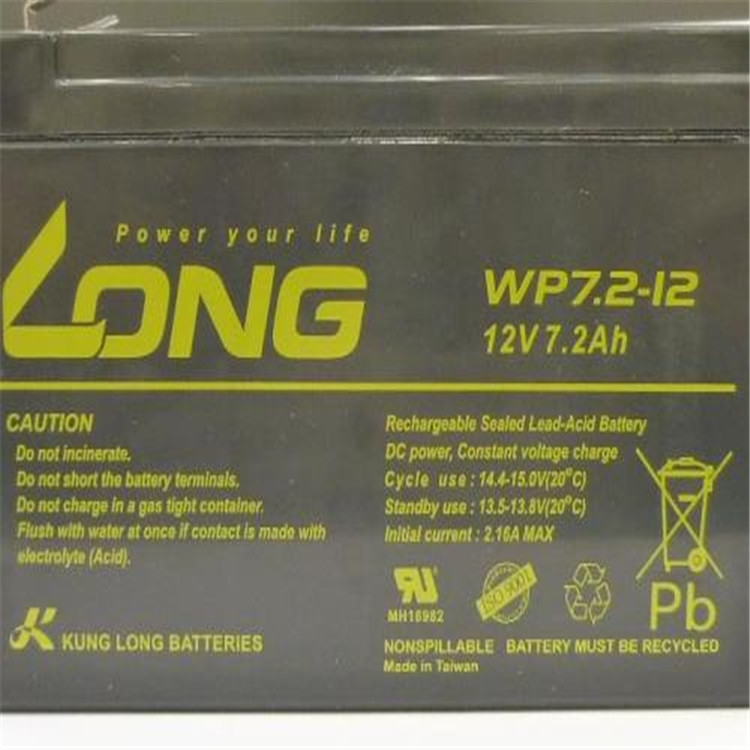 Power your life
LONG
WP7.2-12
12V 7.2Ah
CAUTION
Do not incinerate.
Do not short the battery terminals.
Do not charge in a gas tight container.
Flush with water at once if contact is made with
electrolyte (Acid).
KUNG LONG BATTERIES
Rechargeable Sealed Lead-Acid Battery
DC power, Constant voltage charge
Cycle use : 14.4-15.0V(20°C)
Standby use : 13.5-13.8V(20°C)
Initial current : 2.16A MAX
MH16982
ISO 9001
Pb
NONSPILLABLE BATTERY MUST BE RECYCLED
Made in Taiwan